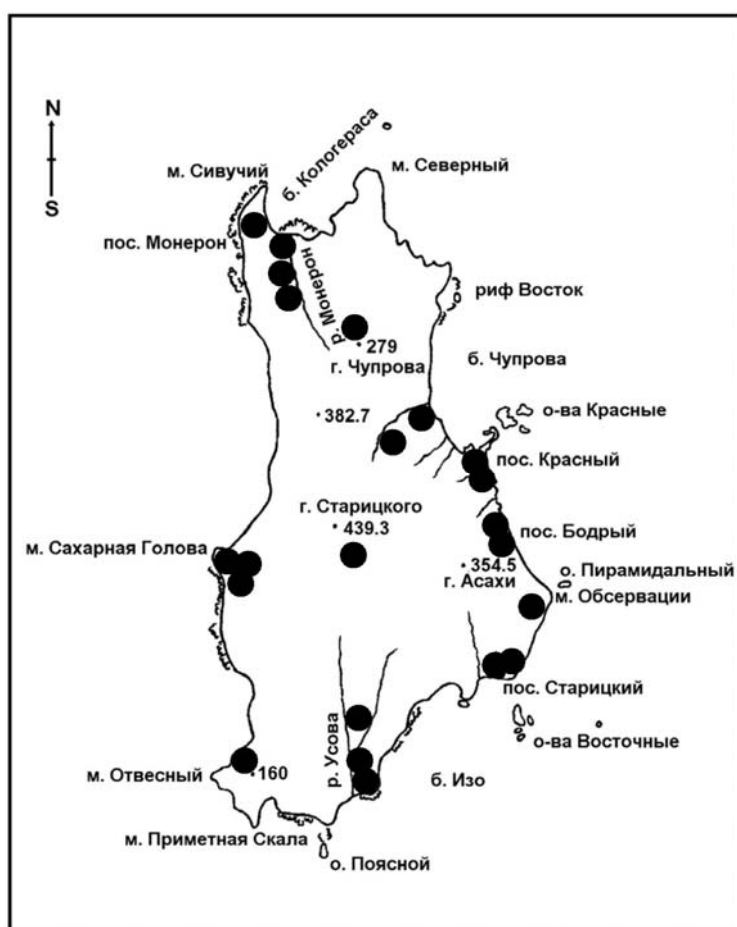 N
S
б. Кологераса
м. Северный
м. Сивучий
пос. Монерон
р. Монерон
риф Восток
279
г. Чупрова
б. Чупрова
382.7
о-ва Красные
пос. Красный
г. Старицкого
439.3
пос. Бодрый
м. Сахарная Голова
354.5
г. Асахи
о. Пирамидальный
м. Обсервации
пос. Старицкий
о-ва Восточные
р. Усова
м. Отвесный
160
б. Изо
м. Приметная Скала
о. Поясной